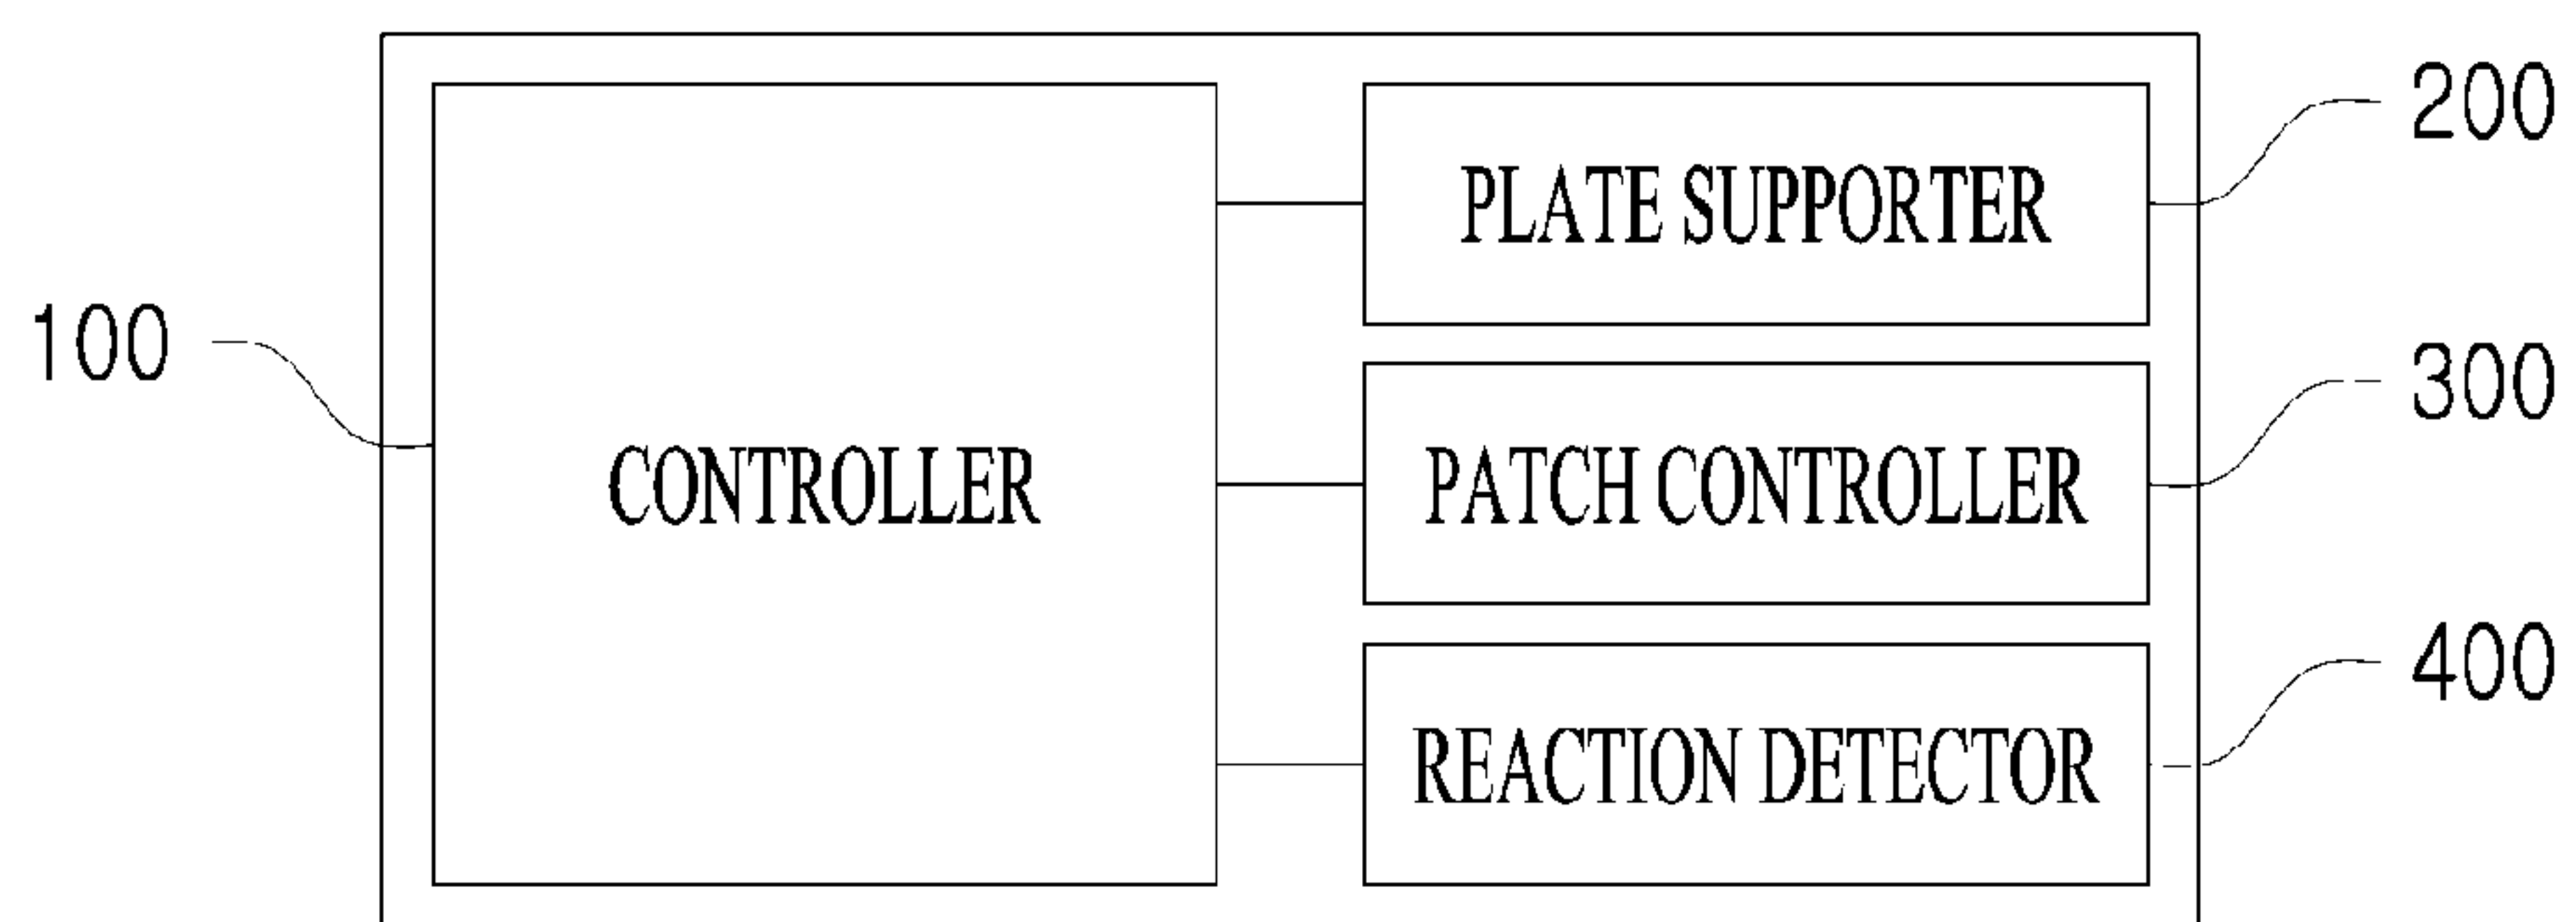 200
PLATE SUPPORTER
100
300
CONTROLLER
PATCH CONTROLLER
400
REACTION DETECTOR